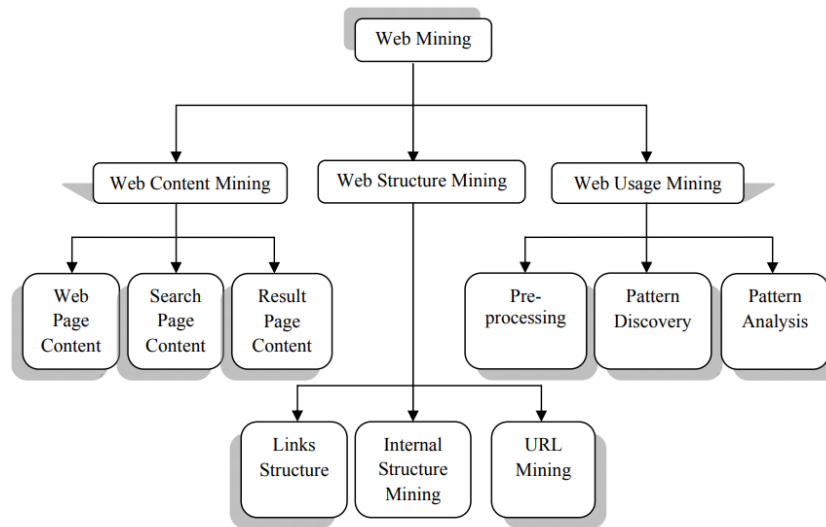 Web Mining
Web Content Mining
Web Structure Mining
Web Usage Mining
Web
Page
Content
Search
Page
Content
Result
Page
Content
Pre-
processing
Pattern
Discovery
Pattern
Analysis
Links
Structure
Internal
Structure
Mining
URL
Mining